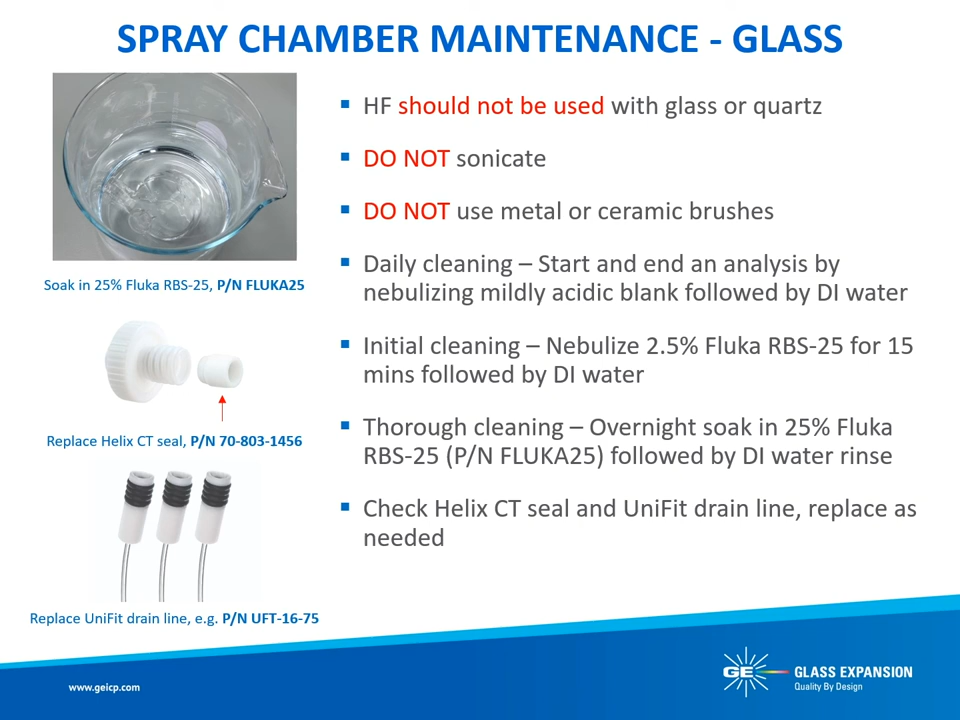 SPRAY CHAMBER MAINTENANCE - GLASS
Soak in 25% Fluka RBS-25, P/N FLUKA25
Replace Helix CT seal, P/N 70-803-1456
Replace UniFit drain line, e.g. P/N UFT-16-75
▪ HF should not be used with glass or quartz
▪ DO NOT sonicate
▪ DO NOT use metal or ceramic brushes
▪ Daily cleaning – Start and end an analysis by
nebulizing mildly acidic blank followed by DI water
▪ Initial cleaning – Nebulize 2.5% Fluka RBS-25 for 15
mins followed by DI water
▪ Thorough cleaning – Overnight soak in 25% Fluka
RBS-25 (P/N FLUKA25) followed by DI water rinse
▪ Check Helix CT seal and UniFit drain line, replace as
needed
www.geicp.com
GE
GLASS EXPANSION
Quality By Design